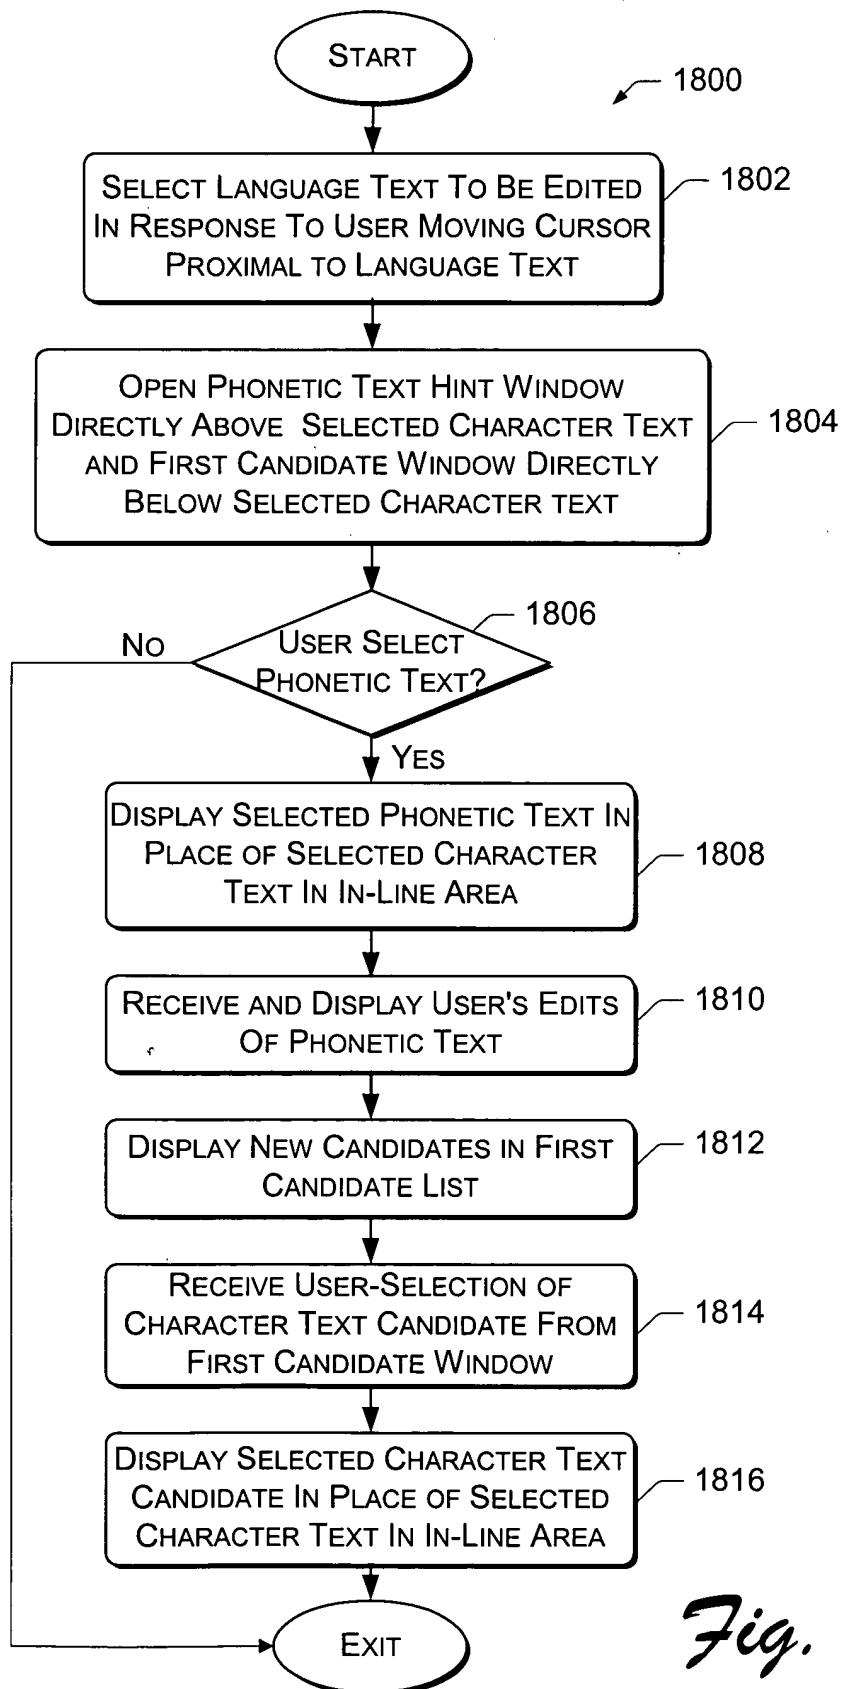 START
1800
SELECT LANGUAGE TEXT TO BE EDITED
IN RESPONSE TO USER MOVING CURSOR
PROXIMAL TO LANGUAGE TEXT
1802
OPEN PHONETIC TEXT HINT WINDOW
DIRECTLY ABOVE SELECTED CHARACTER TEXT
AND FIRST CANDIDATE WINDOW DIRECTLY
BELOW SELECTED CHARACTER TEXT
1804
USER SELECT
PHONETIC TEXT?
1806
NO
YES
DISPLAY SELECTED PHONETIC TEXT IN
PLACE OF SELECTED CHARACTER
TEXT IN IN-LINE AREA
1808
RECEIVE AND DISPLAY USER'S EDITS
OF PHONETIC TEXT
1810
DISPLAY NEW CANDIDATES IN FIRST
CANDIDATE LIST
1812
RECEIVE USER-SELECTION OF
CHARACTER TEXT CANDIDATE FROM
FIRST CANDIDATE WINDOW
1814
DISPLAY SELECTED CHARACTER TEXT
CANDIDATE IN PLACE OF SELECTED
CHARACTER TEXT IN IN-LINE AREA
1816
EXIT
Fig.